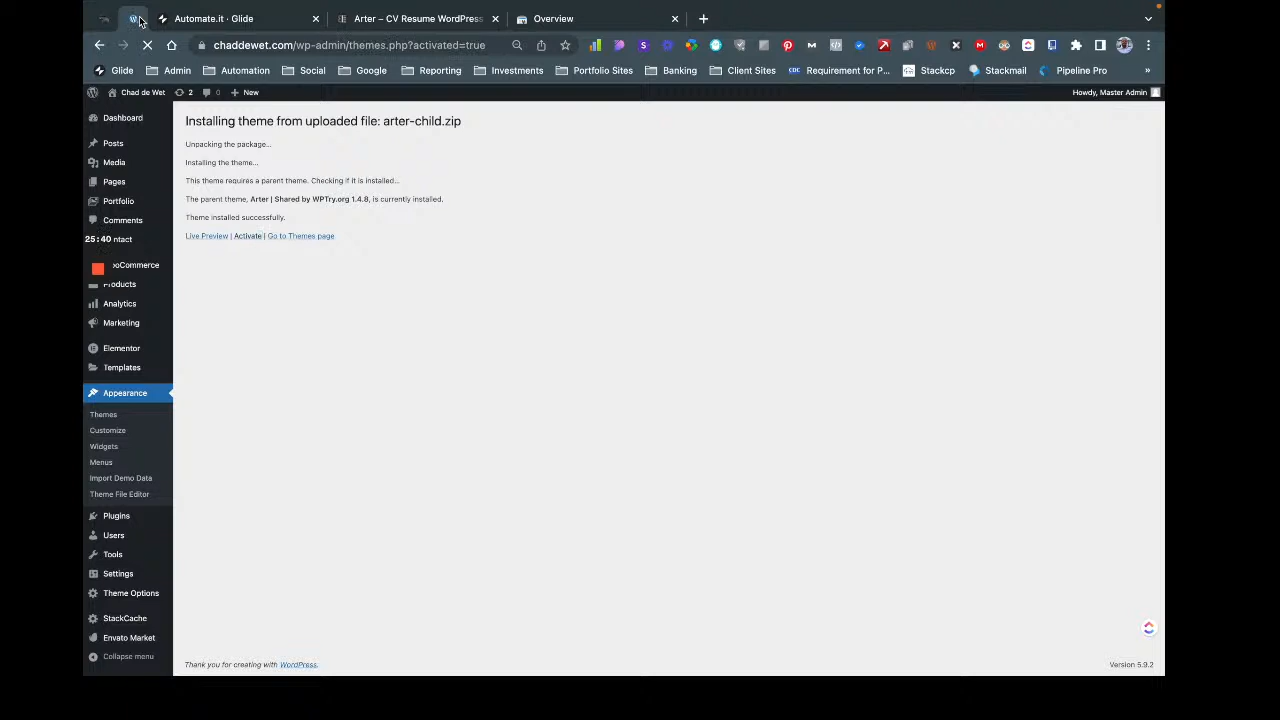 Automate.it · Glide
Arter – CV Resume WordPress
Overview
chaddewet.com/wp-admin/themes.php?activated=true
Glide
Admin
Automation
Social
Google
Reporting
Investments
Portfolio Sites
Banking
Client Sites
CDC
Requirement for P...
Stackcp
Stackmail
Pipeline Pro
»
Chad de Wet
2
0
New
Howdy, Master Admin
Dashboard
Posts
Media
Pages
Portfolio
Comments
25:40 ntact
ooCommerce
Products
Analytics
Marketing
Elementor
Templates
Appearance
Themes
Customize
Widgets
Menus
Import Demo Data
Theme File Editor
Plugins
Users
Tools
Settings
Theme Options
StackCache
Envato Market
Collapse menu
Installing theme from uploaded file: arter-child.zip
Unpacking the package...
Installing the theme...
This theme requires a parent theme. Checking if it is installed...
The parent theme, Arter | Shared by WPTry.org 1.4.8, is currently installed.
Theme installed successfully.
Live Preview | Activate | Go to Themes page
Thank you for creating with WordPress.
Version 5.9.2